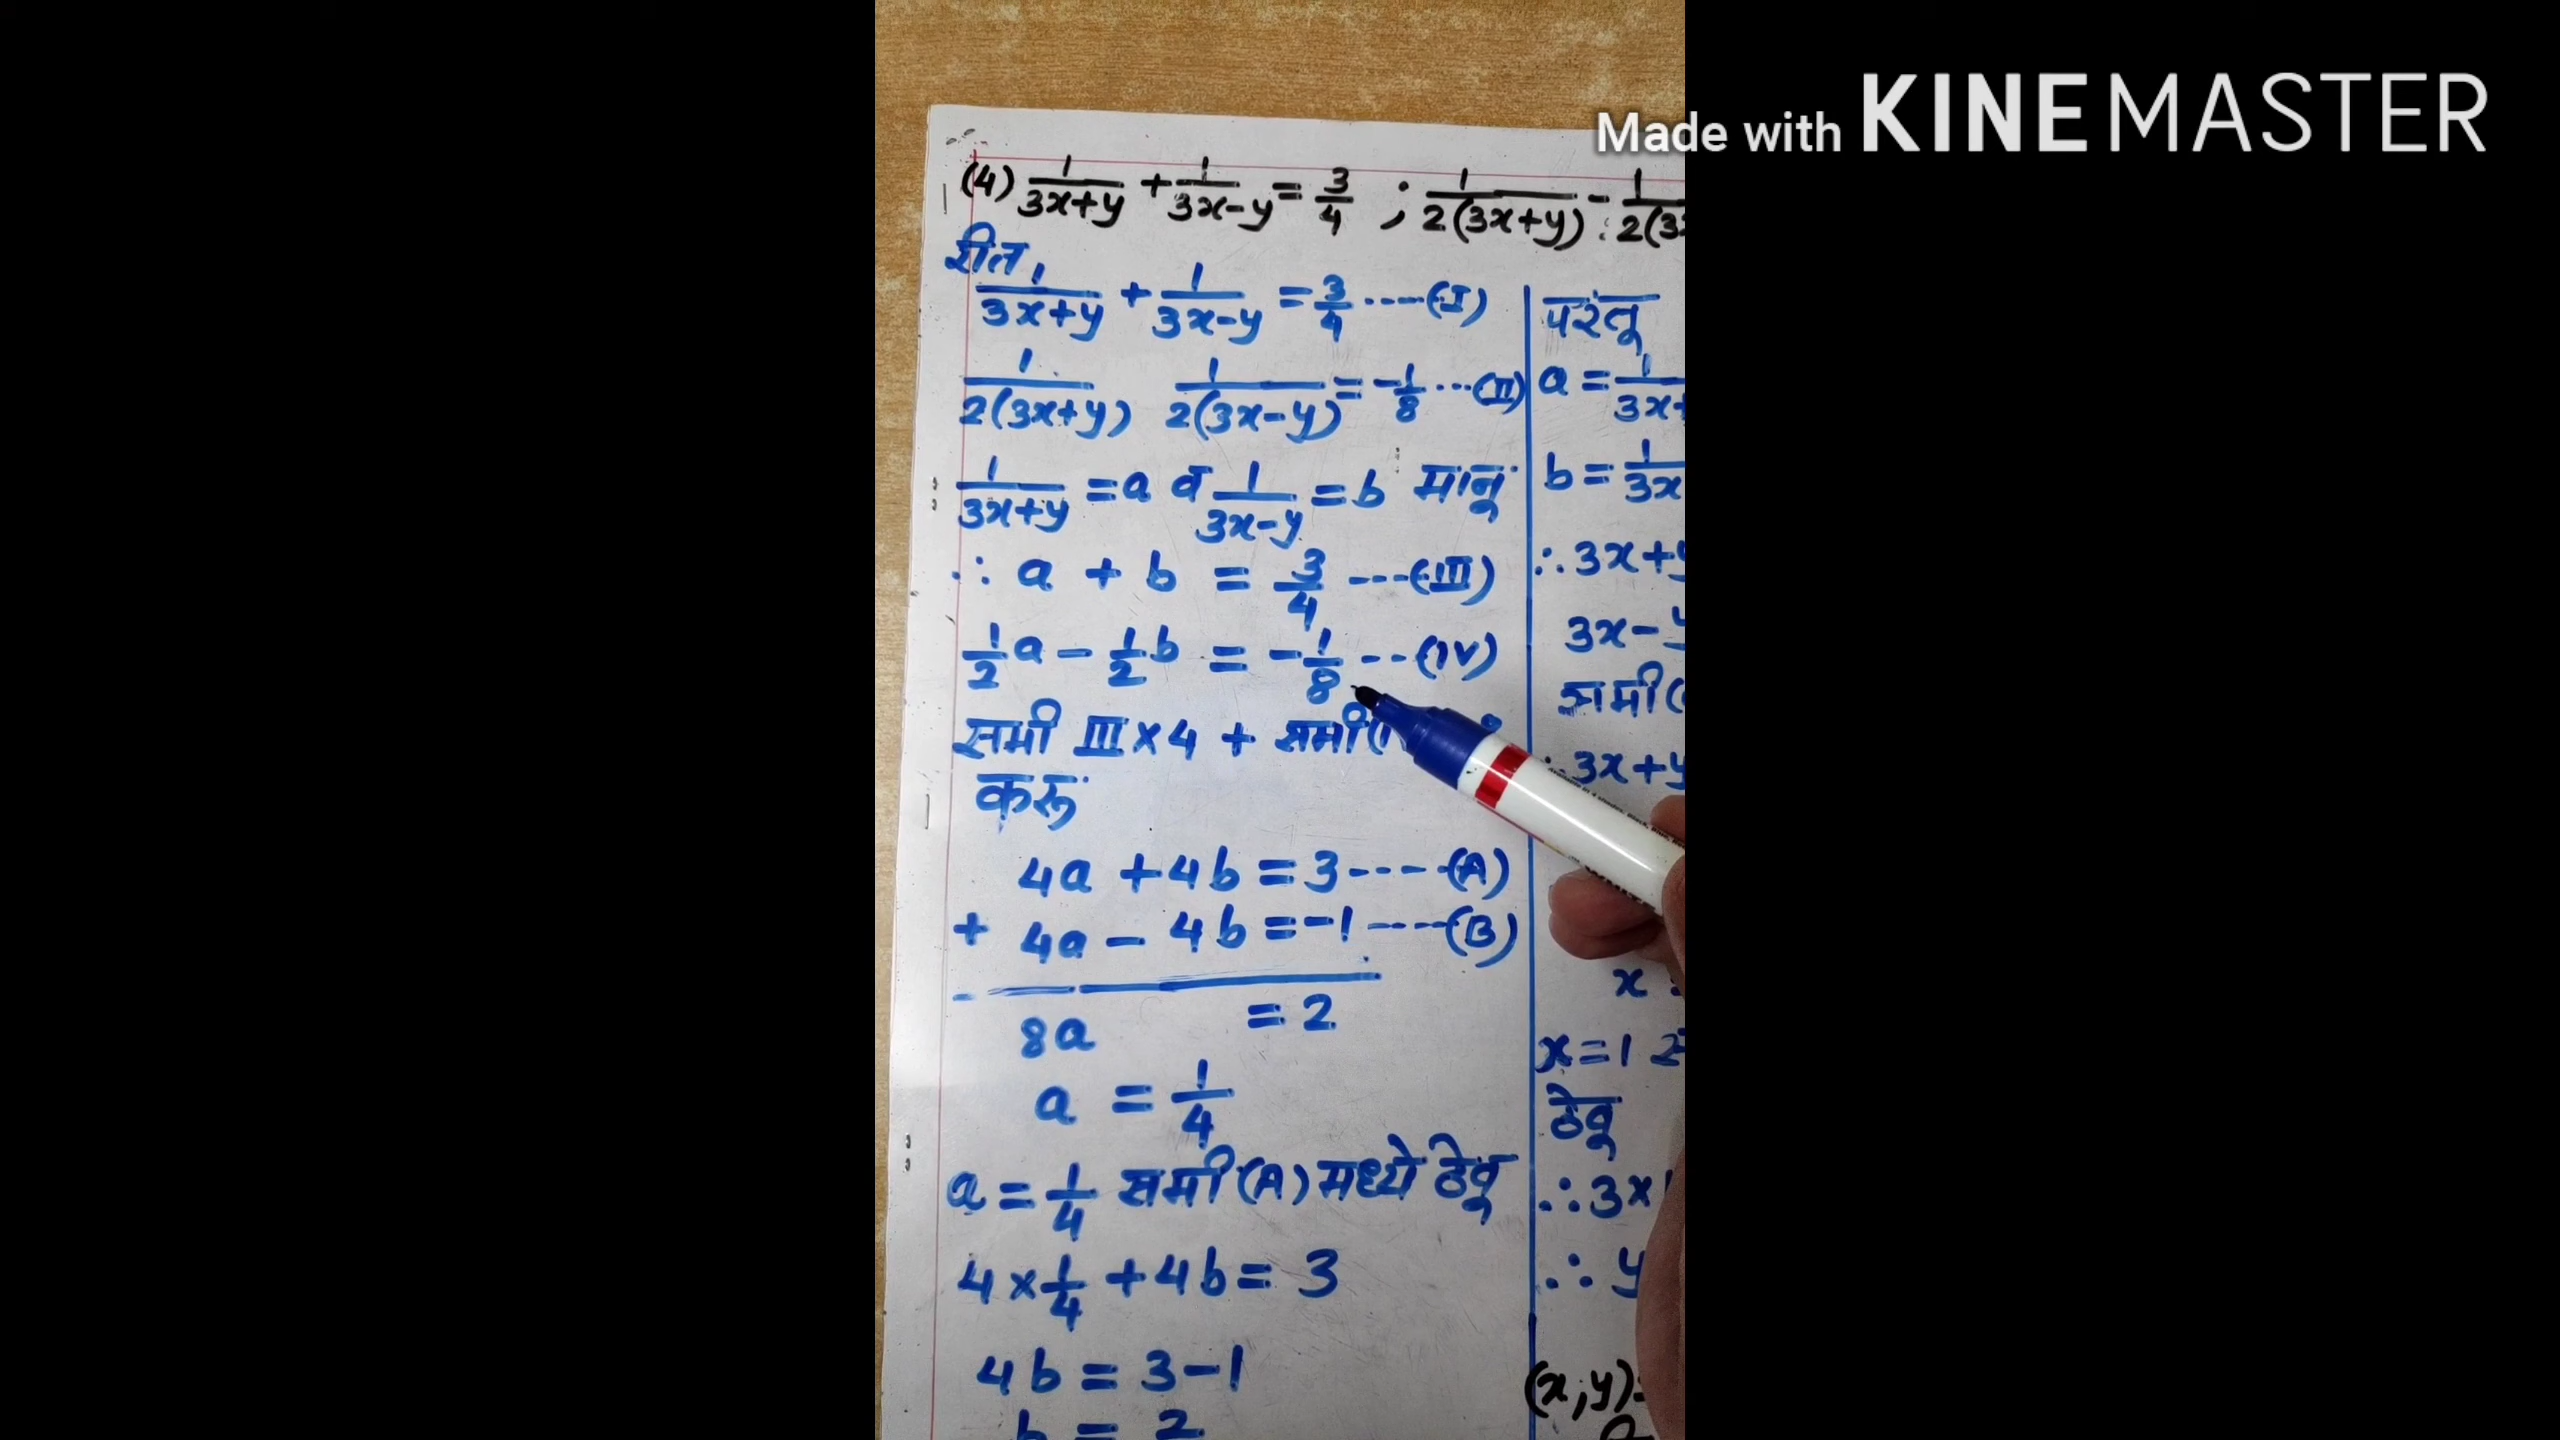 Made with KINEMASTER
(4) 1/(3x+y) + 1/(3x-y) = 3/4 ; 1/(2(3x+y)) - 1/(2(3x
रीत,
1/(3x+y) + 1/(3x-y) = 3/4 ----(I)
1/(2(3x+y)) 1/(2(3x-y)) = -1/8 ---(II)
1/(3x+y) = a व 1/(3x-y) = b मानू
∴ a + b = 3/4 ---(III)
1/2 a - 1/2 b = -1/8 --(IV)
समी III×4 + समी(
करू
4a + 4b = 3 ----(A)
+ 4a - 4b = -1 ----(B)
8a = 2
a = 1/4
a = 1/4 समी (A) मध्ये ठेवू
4 × 1/4 + 4b = 3
4b = 3-1
b = 2
परंतू
a = 1/3x+
b = 1/3x
∴ 3x+y
3x-y
समी(
∴ 3x+y
x
x=1
ठेवू
∴ 3×1
∴ y
(x,y)=